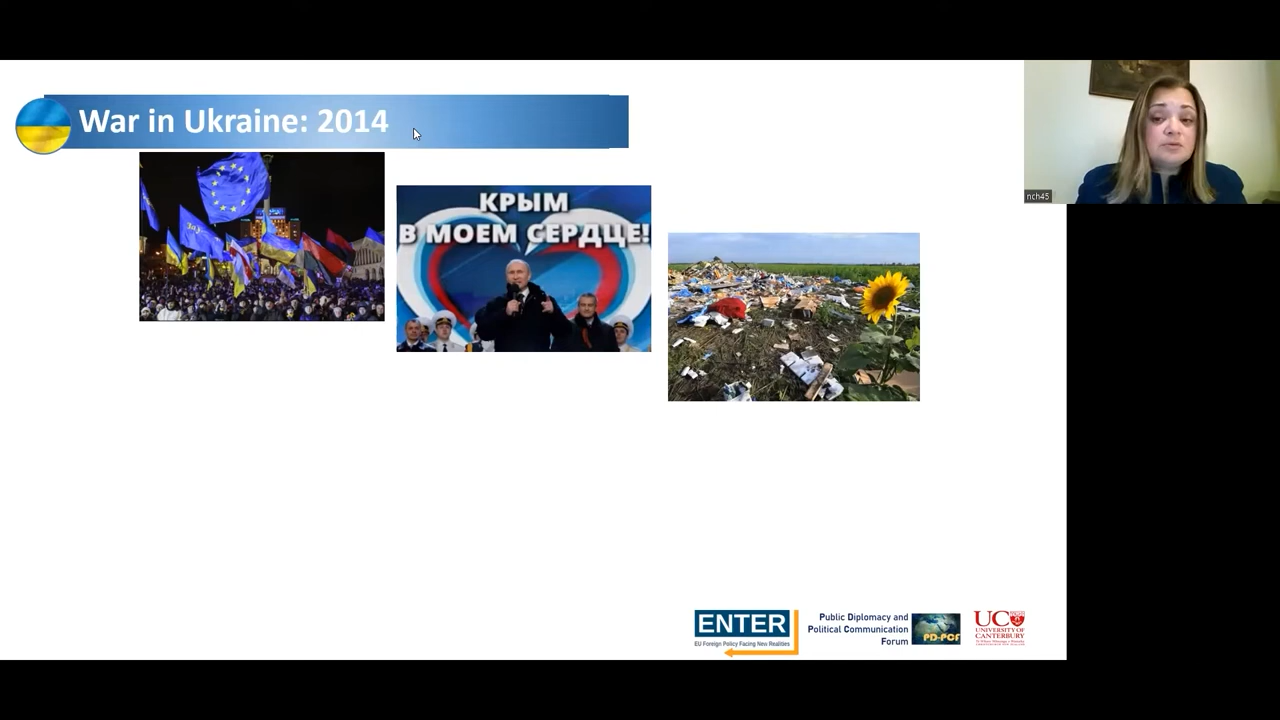 War in Ukraine: 2014
КРЫМ
В МОЕМ СЕРДЦЕ!
nch45
ENTER
EU Foreign Policy Facing New Realities
Public Diplomacy and
Political Communication
Forum
PD-PCF
UC
UNIVERSITY OF
CANTERBURY